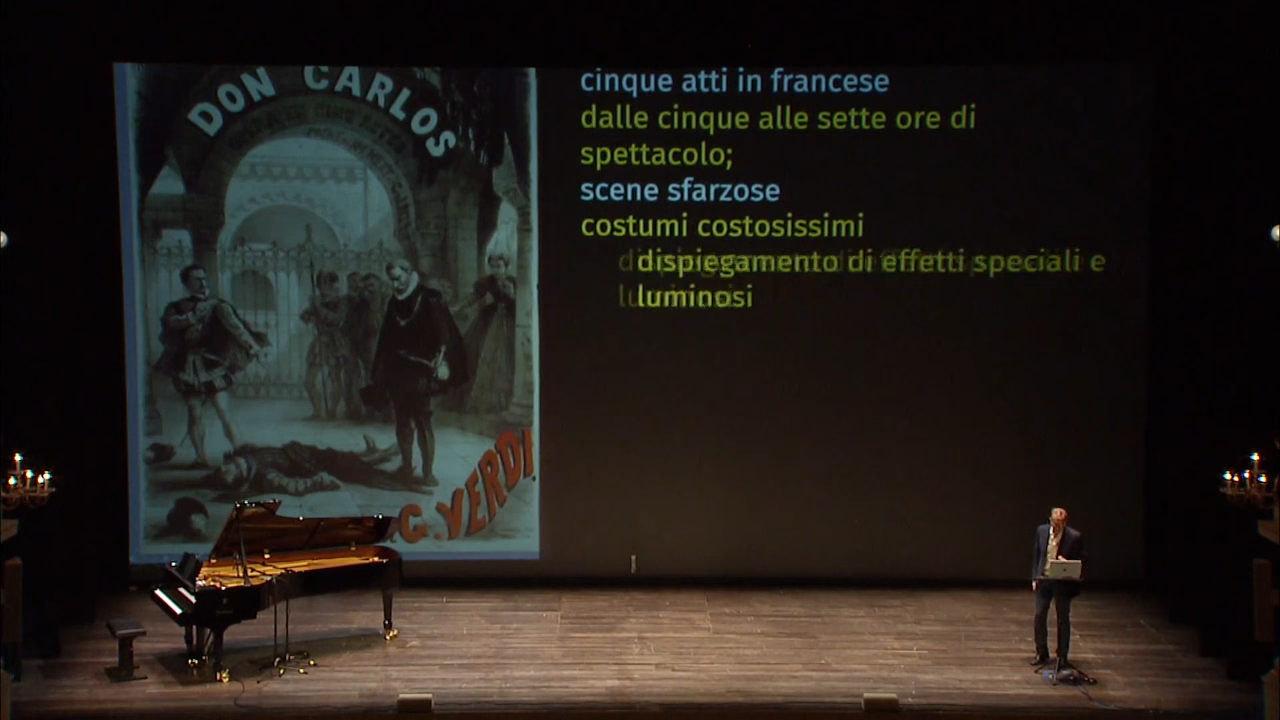 DON CARLOS
G. VERDI.
cinque atti in francese
dalle cinque alle sette ore di
spettacolo;
scene sfarzose
costumi costosissimi
dispiegamento di effetti speciali e
luminosi